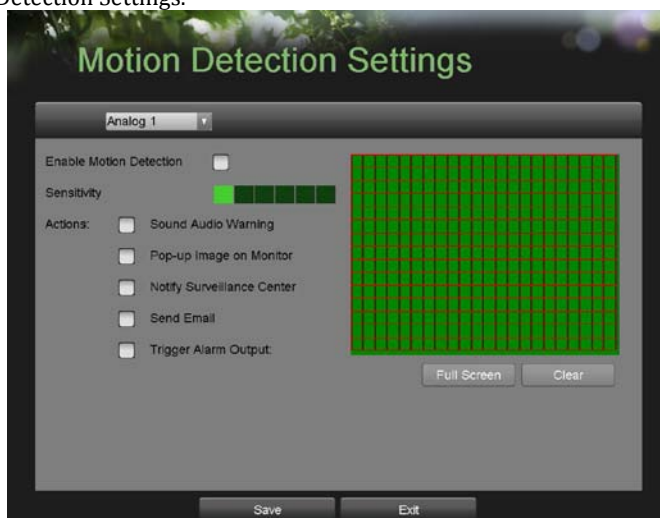 Detection Settings.
Motion Detection Settings
Analog 1
Enable Motion Detection
Sensitivity
Actions:
Sound Audio Warning
Pop-up Image on Monitor
Notify Surveillance Center
Send Email
Trigger Alarm Output:
Full Screen
Clear
Save
Exit